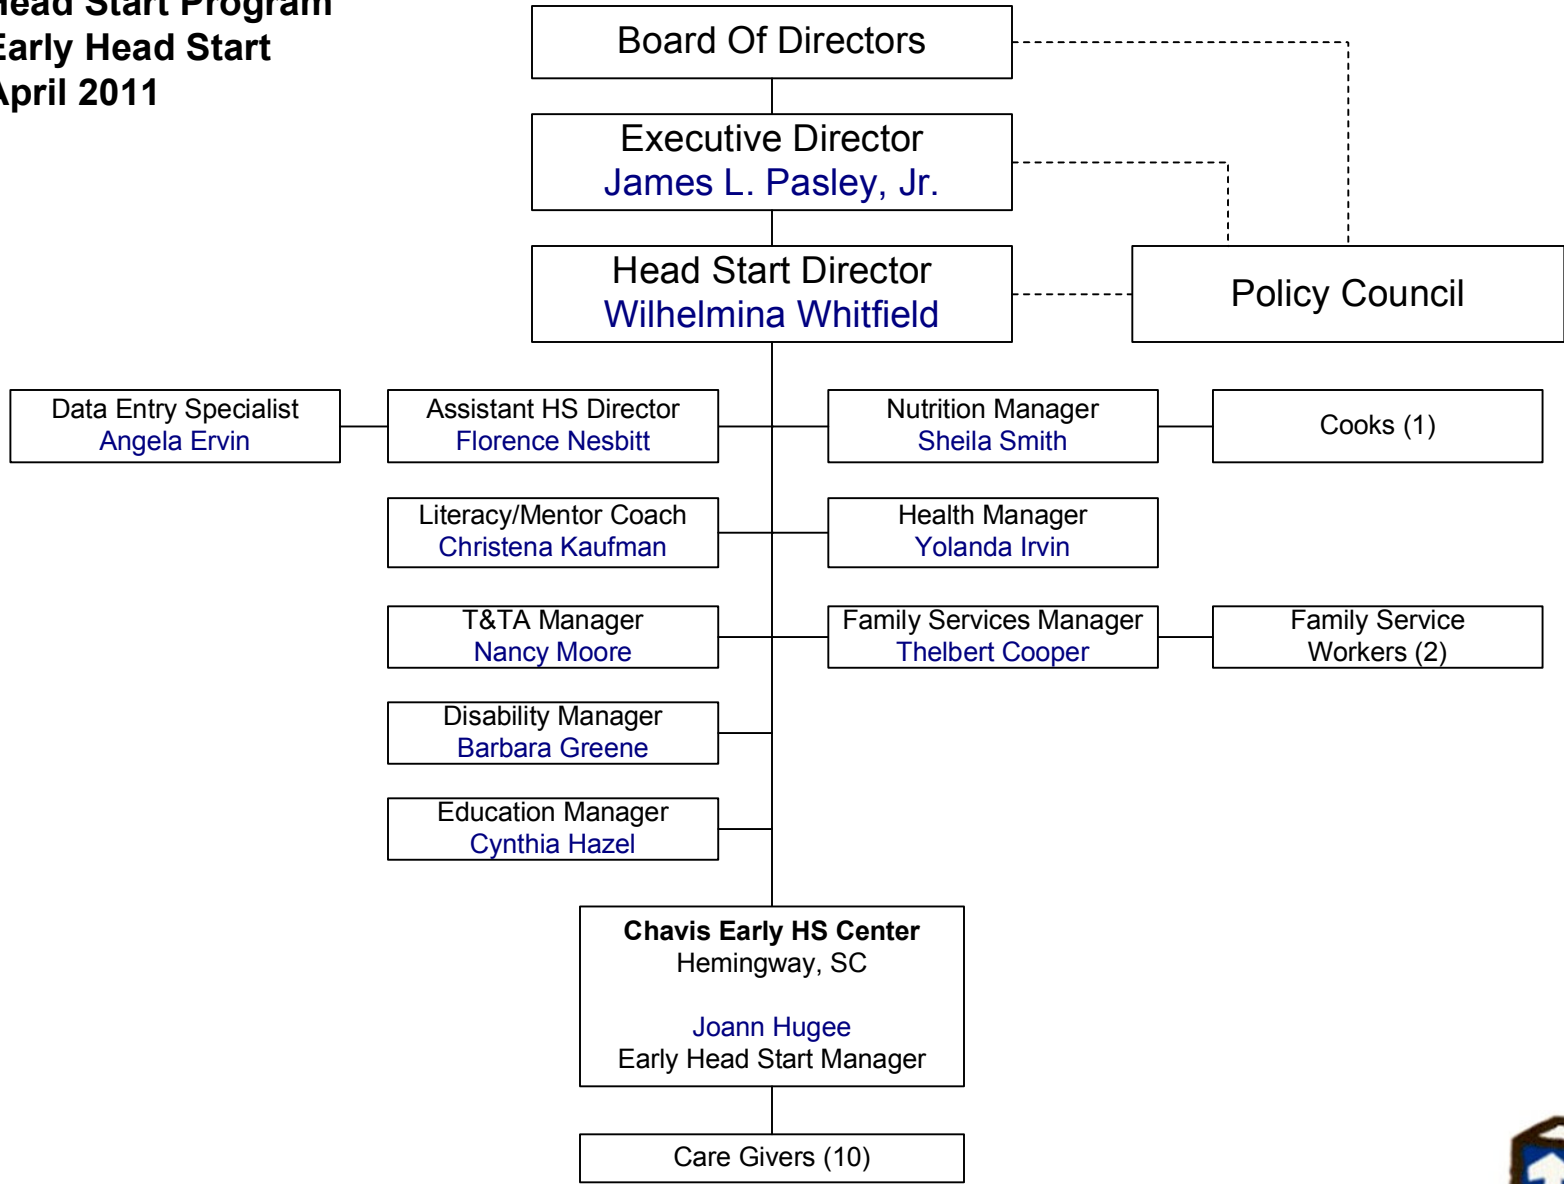 Head Start Program
Early Head Start
April 2011
Board Of Directors
Executive Director
James L. Pasley, Jr.
Head Start Director
Wilhelmina Whitfield
Policy Council
Data Entry Specialist
Angela Ervin
Assistant HS Director
Florence Nesbitt
Nutrition Manager
Sheila Smith
Cooks (1)
Literacy/Mentor Coach
Christena Kaufman
Health Manager
Yolanda Irvin
T&TA Manager
Nancy Moore
Family Services Manager
Thelbert Cooper
Family Service
Workers (2)
Disability Manager
Barbara Greene
Education Manager
Cynthia Hazel
Chavis Early HS Center
Hemingway, SC
Joann Hugee
Early Head Start Manager
Care Givers (10)